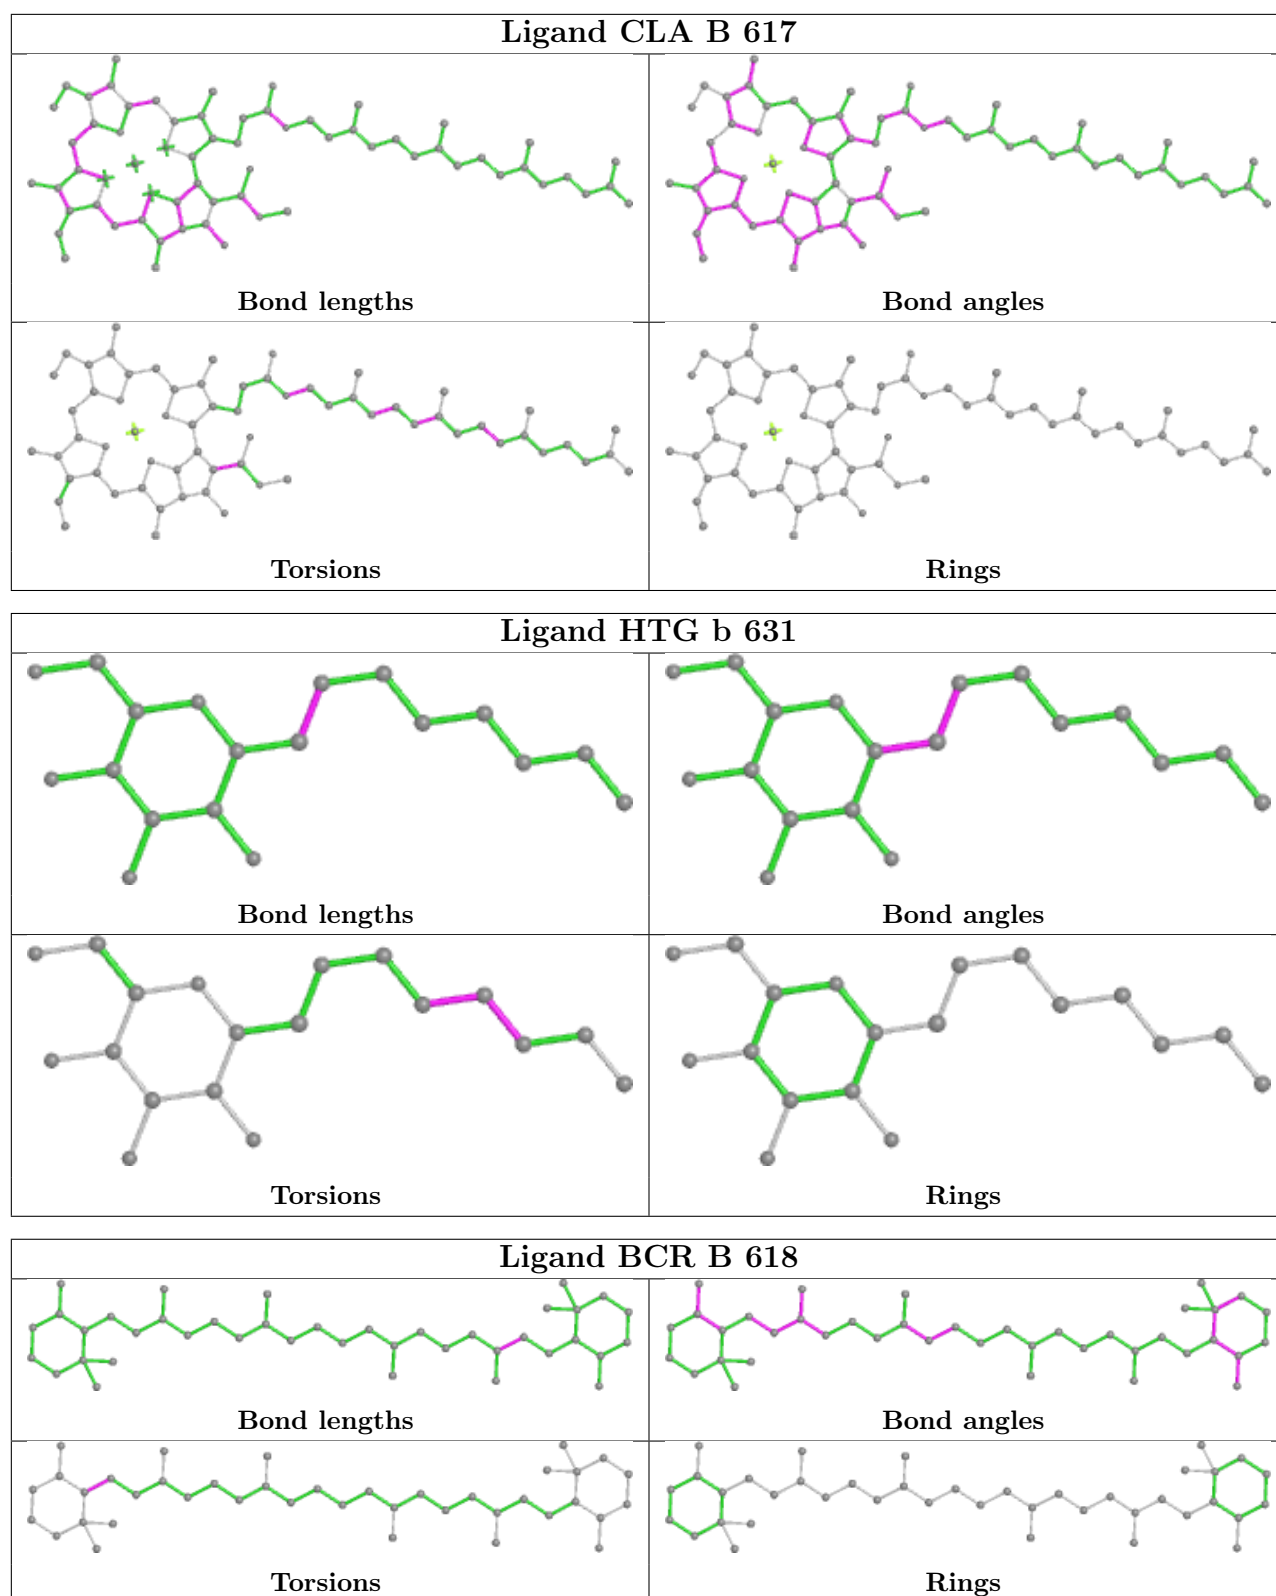 Ligand CLA B 617
Bond lengths
Bond angles
Torsions
Rings
Ligand HTG b 631
Bond lengths
Bond angles
Torsions
Rings
Ligand BCR B 618
Bond lengths
Bond angles
Torsions
Rings